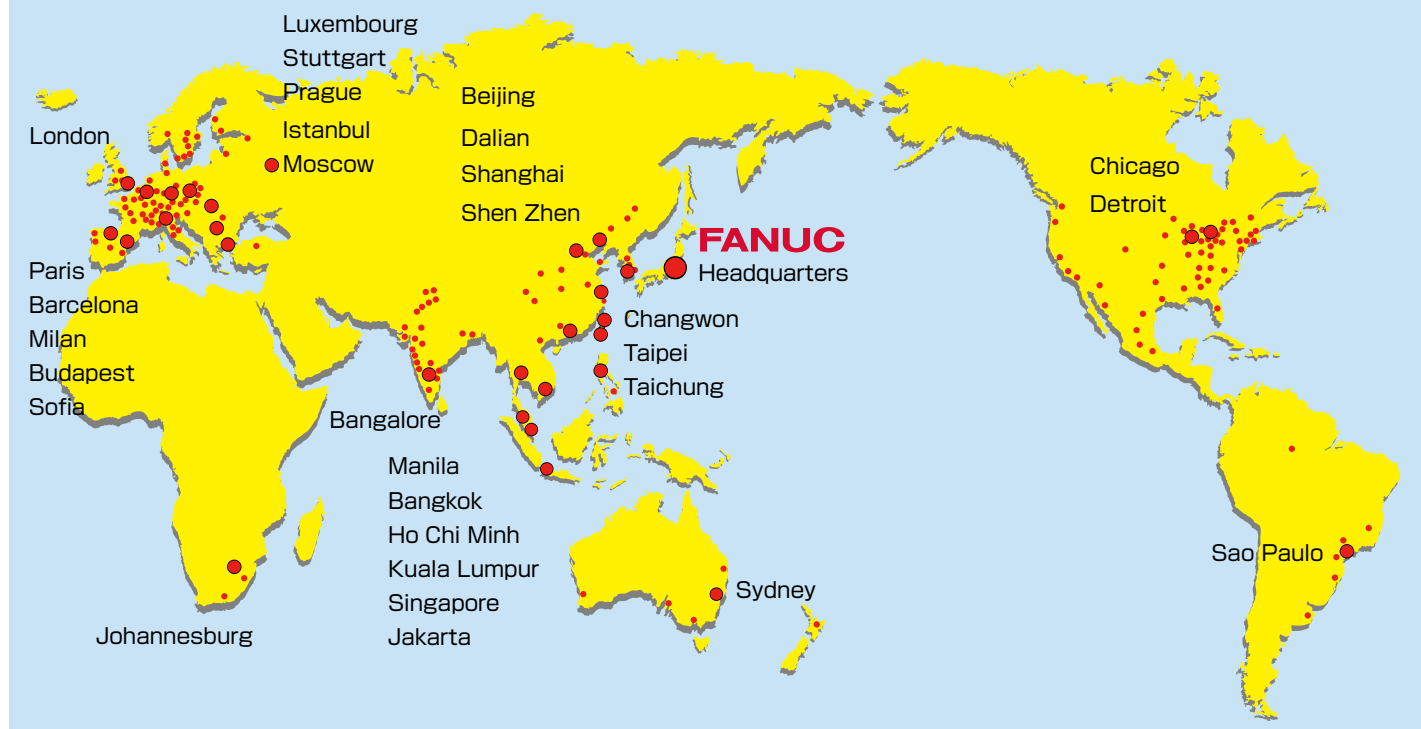 Luxembourg
Stuttgart
Prague
Istanbul
Moscow
London
Paris
Barcelona
Milan
Budapest
Sofia
Beijing
Dalian
Shanghai
Shen Zhen
FANUC
Headquarters
Changwon
Taipei
Taichung
Bangalore
Manila
Bangkok
Ho Chi Minh
Kuala Lumpur
Singapore
Jakarta
Johannesburg
Sydney
Chicago
Detroit
Sao Paulo